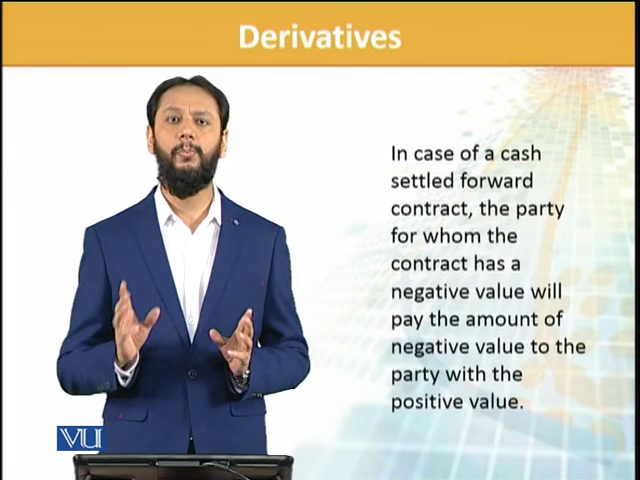 Derivatives
In case of a cash
settled forward
contract, the party
for whom the
contract has a
negative value will
pay the amount of
negative value to the
party with the
positive value.
VU